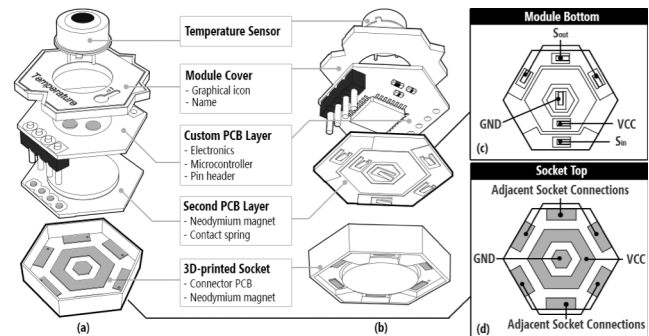 Temperature Sensor
Module Cover
- Graphical icon
- Name
Temperature
Custom PCB Layer
- Electronics
- Microcontroller
- Pin header
Second PCB Layer
- Neodymium magnet
- Contact spring
3D-printed Socket
- Connector PCB
- Neodymium magnet
(a)
(b)
Module Bottom
Sout
GND
VCC
Sin
(c)
Socket Top
Adjacent Socket Connections
GND
VCC
Adjacent Socket Connections
(d)